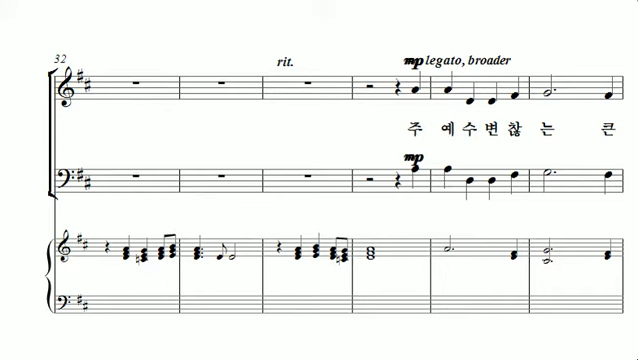 32
rit.
mp legato, broader
주 예 수 변 찮 는 큰
mp